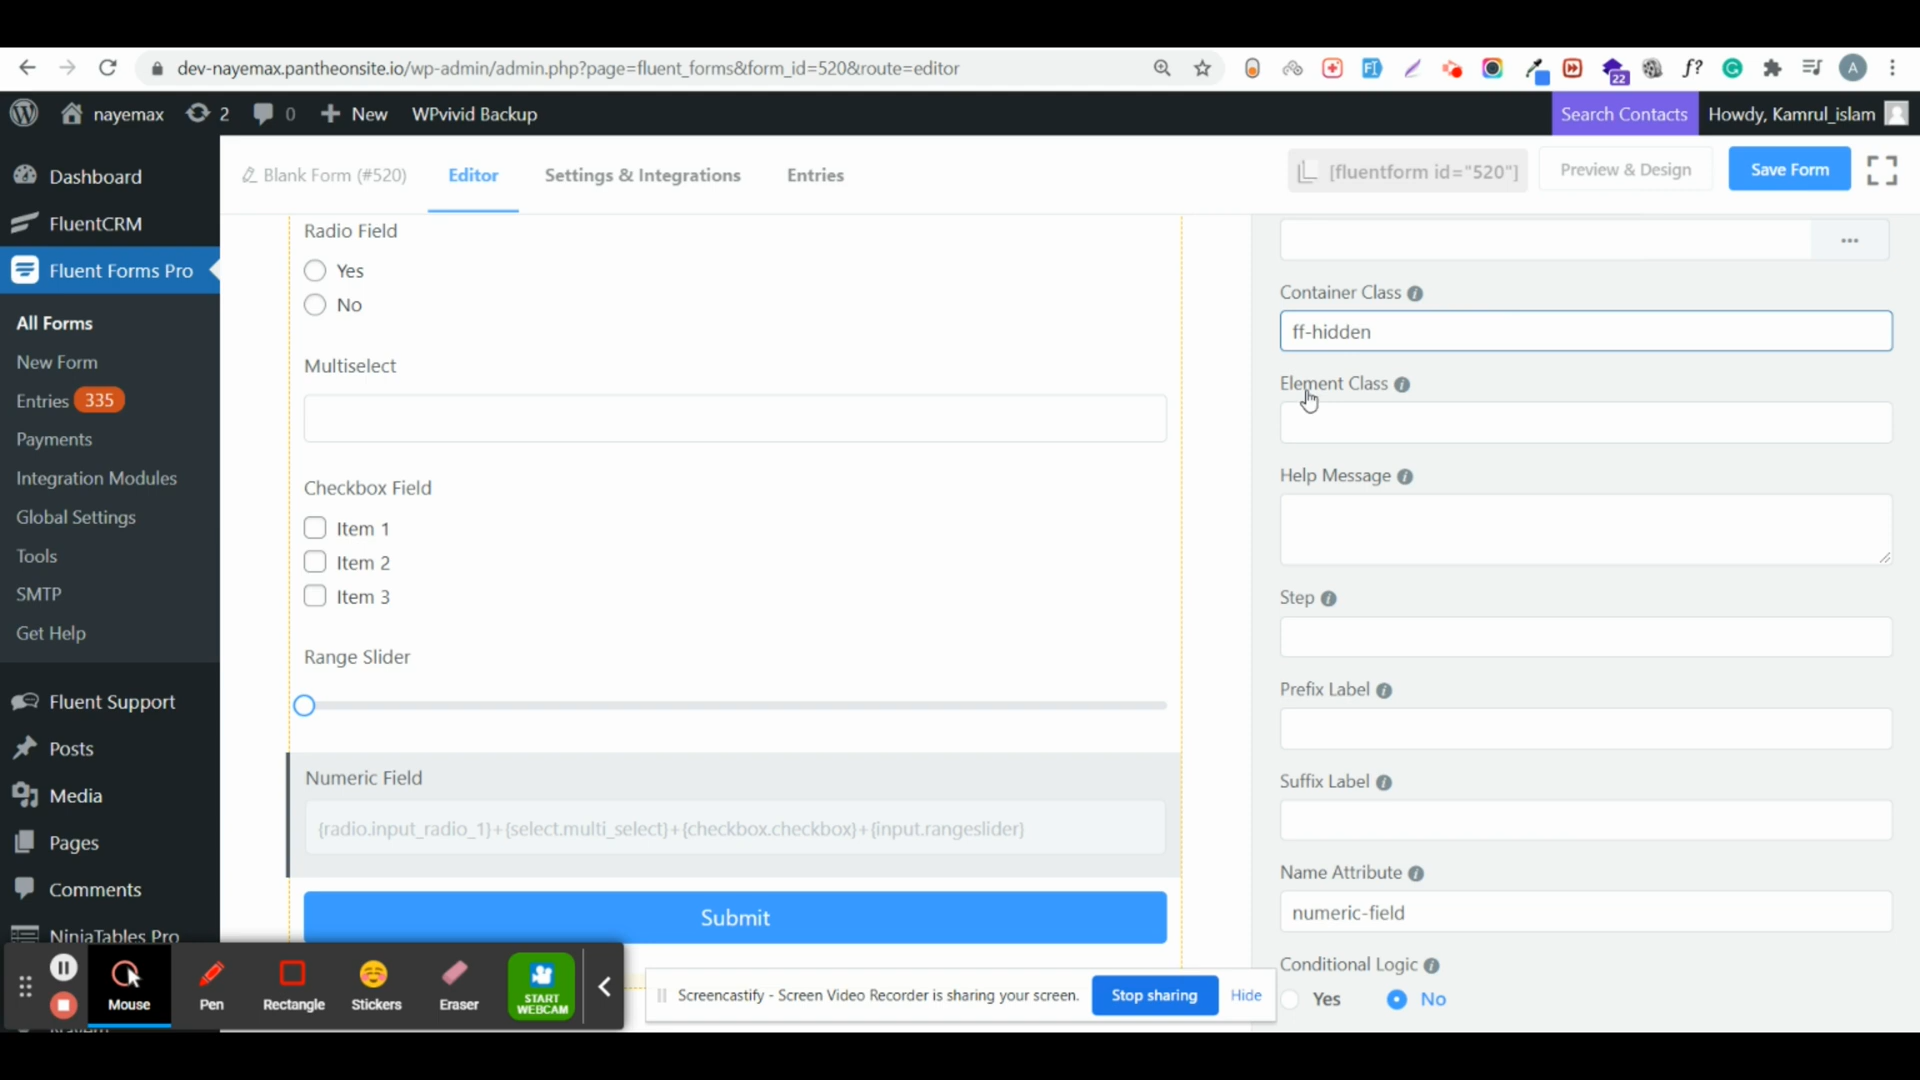 dev-nayemax.pantheonsite.io/wp-admin/admin.php?page=fluent_forms&form_id=520&route=editor
22
f?
A
nayemax
2
0
New
WPvivid Backup
Search Contacts
Howdy, Kamrul_islam
Dashboard
FluentCRM
Fluent Forms Pro
All Forms
New Form
Entries 335
Payments
Integration Modules
Global Settings
Tools
SMTP
Get Help
Fluent Support
Posts
Media
Pages
Comments
NinjaTables Pro
Blank Form (#520)
Editor
Settings & Integrations
Entries
[fluentform id="520"]
Preview & Design
Save Form
Radio Field
Yes
No
Multiselect
Checkbox Field
Item 1
Item 2
Item 3
Range Slider
Numeric Field
{radio.input_radio_1}+{select.multi_select}+{checkbox.checkbox}+{input.rangeslider}
Submit
Container Class
ff-hidden
Element Class
Help Message
Step
Prefix Label
Suffix Label
Name Attribute
numeric-field
Conditional Logic
Yes
No
Mouse
Pen
Rectangle
Stickers
Eraser
START
WEBCAM
Screencastify - Screen Video Recorder is sharing your screen.
Stop sharing
Hide